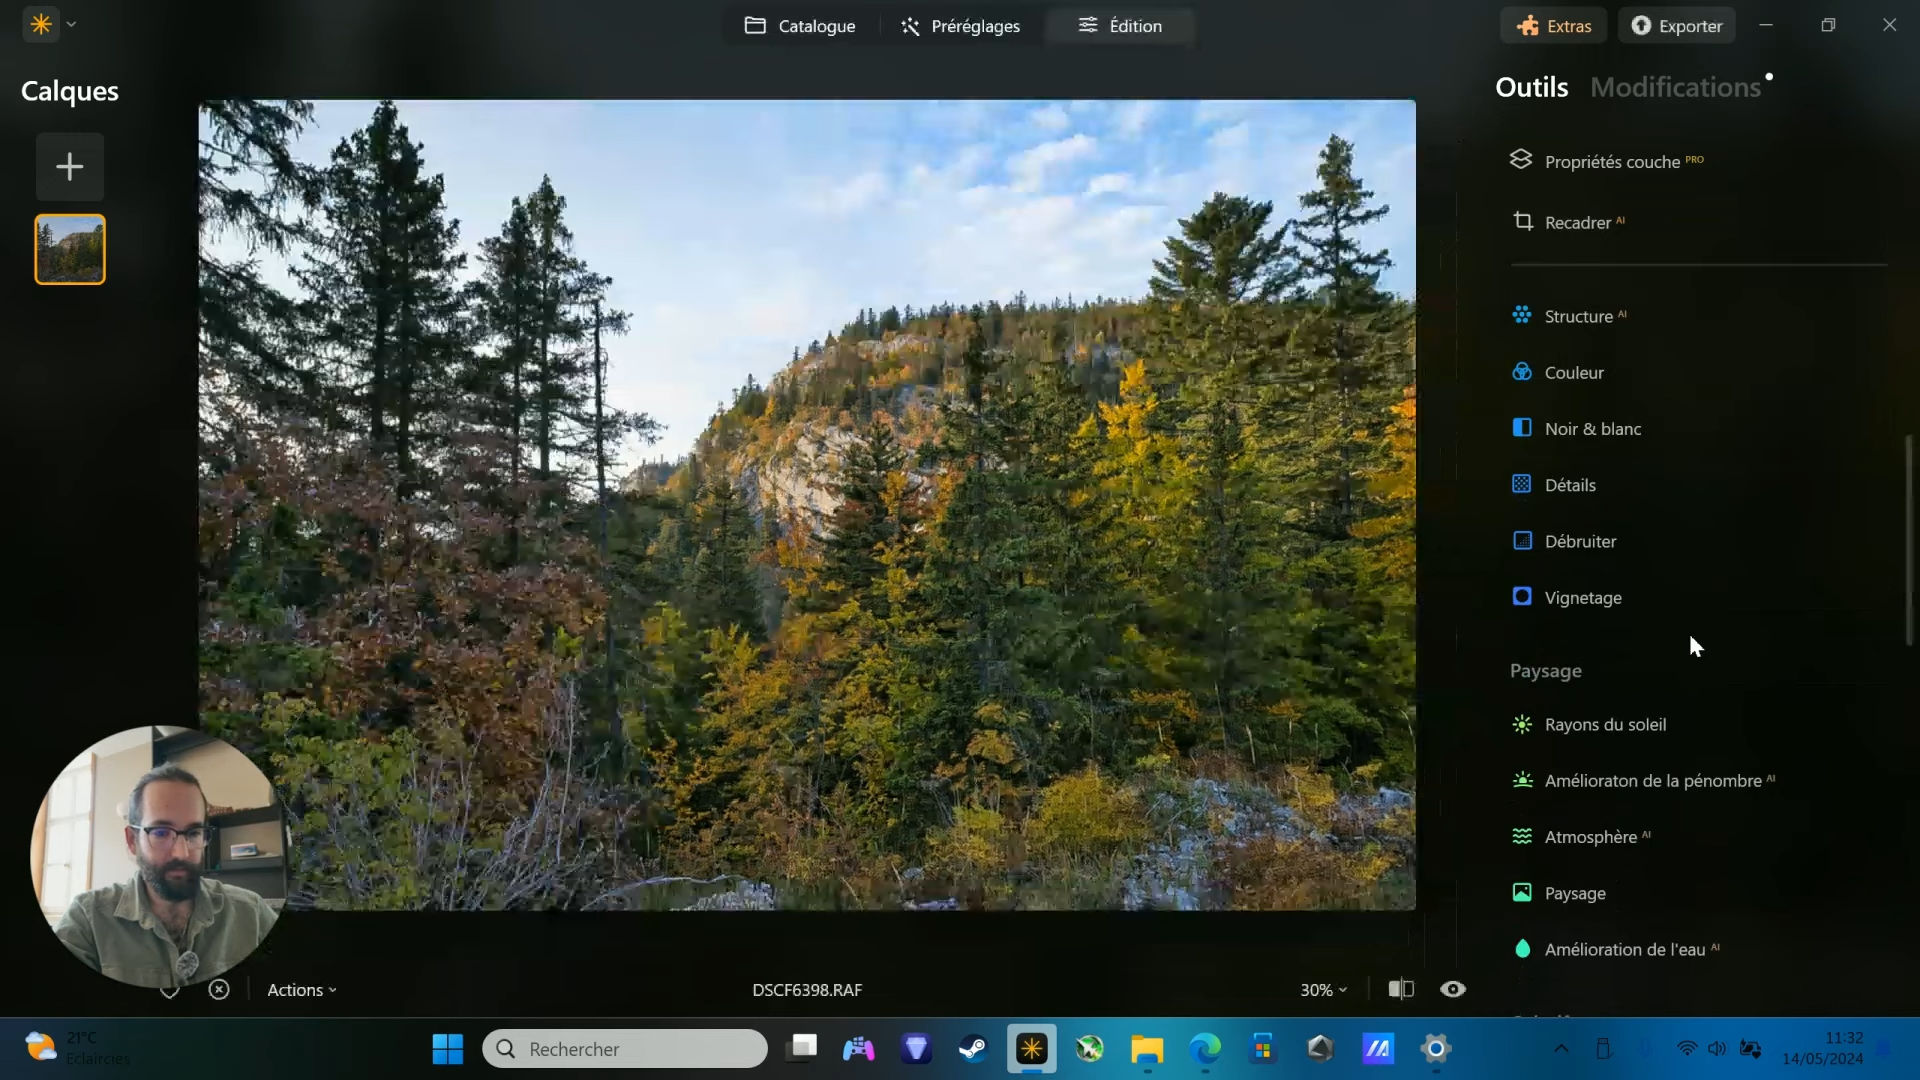 Catalogue
Préréglages
Édition
Extras
Exporter
Calques
Outils
Modifications
Propriétés couche PRO
Recadrer AI
Structure AI
Couleur
Noir & blanc
Détails
Débruiter
Vignetage
Paysage
Rayons du soleil
Amélioraton de la pénombre AI
Atmosphère AI
Paysage
Amélioration de l'eau AI
Actions
DSCF6398.RAF
30%
21°C
Eclaircies
Rechercher
11:32
14/05/2024